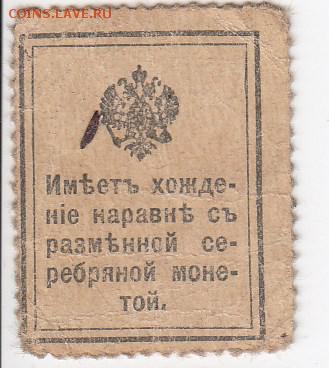 COINS.LAVE.RU
Имѣетъ хожде-
ніе наравнѣ съ
размѣнной се-
ребряной моне-
той.